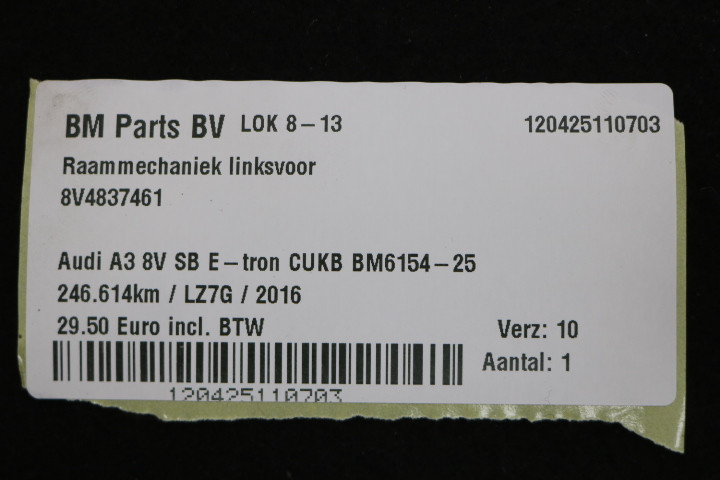 BM Parts BV LOK 8-13 120425110703
Raammechaniek linksvoor
8V4837461
Audi A3 8V SB E-tron CUKB BM6154-25
246.614km / LZ7G / 2016
29.50 Euro incl. BTW
Verz: 10
Aantal: 1
120425110703